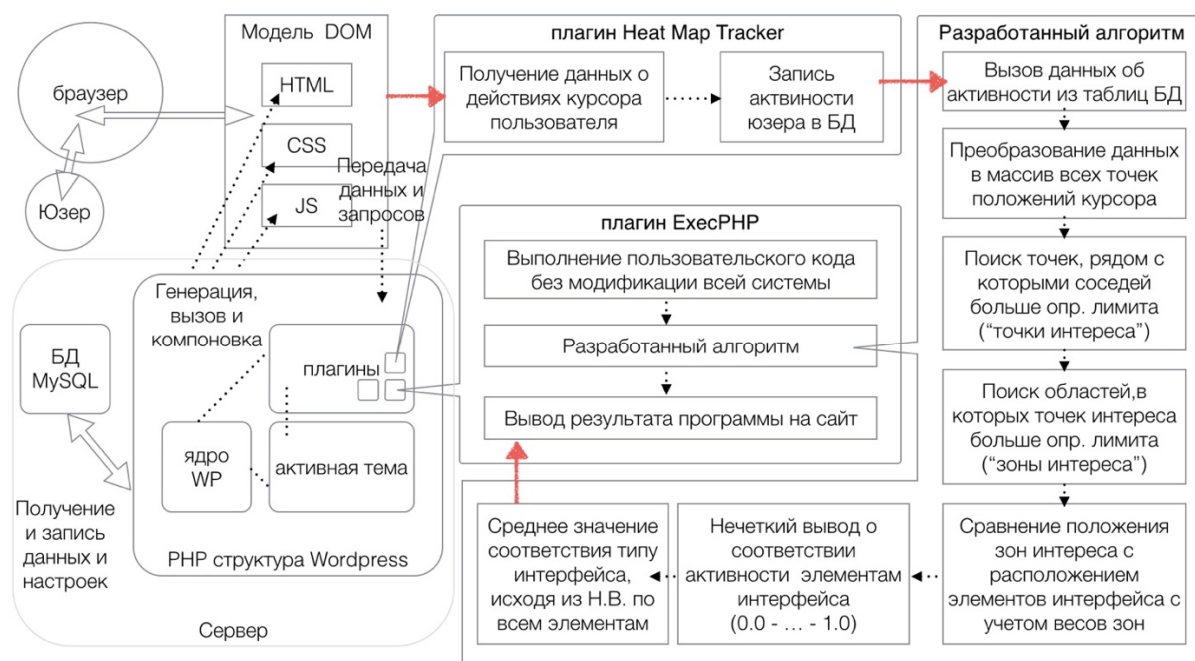 Модель DOM
HTML
CSS
JS
браузер
Юзер
Передача
данных и
запросов
Генерация,
вызов и
компоновка
БД
MySQL
плагины
ядро
WP
активная тема
Получение
и запись
данных и
настроек
PHP структура Wordpress
Сервер
плагин Heat Map Tracker
Получение данных о
действиях курсора
пользователя
Запись
актвиности
юзера в БД
плагин ExecPHP
Выполнение пользовательского кода
без модификации всей системы
Разработанный алгоритм
Вывод результата программы на сайт
Разработанный алгоритм
Вызов данных об
активности из таблиц БД
Преобразование данных
в массив всех точек
положений курсора
Поиск точек, рядом с
которыми соседей
больше опр. лимита
(“точки интереса”)
Поиск областей,в
которых точек интереса
больше опр. лимита
(“зоны интереса”)
Сравнение положения
зон интереса с
расположением
элементов интерфейса с
учетом весов зон
Нечеткий вывод о
соответствии
активности элементам
интерфейса
(0.0 - … - 1.0)
Среднее значение
соответствия типу
интерфейса,
исходя из Н.В. по
всем элементам